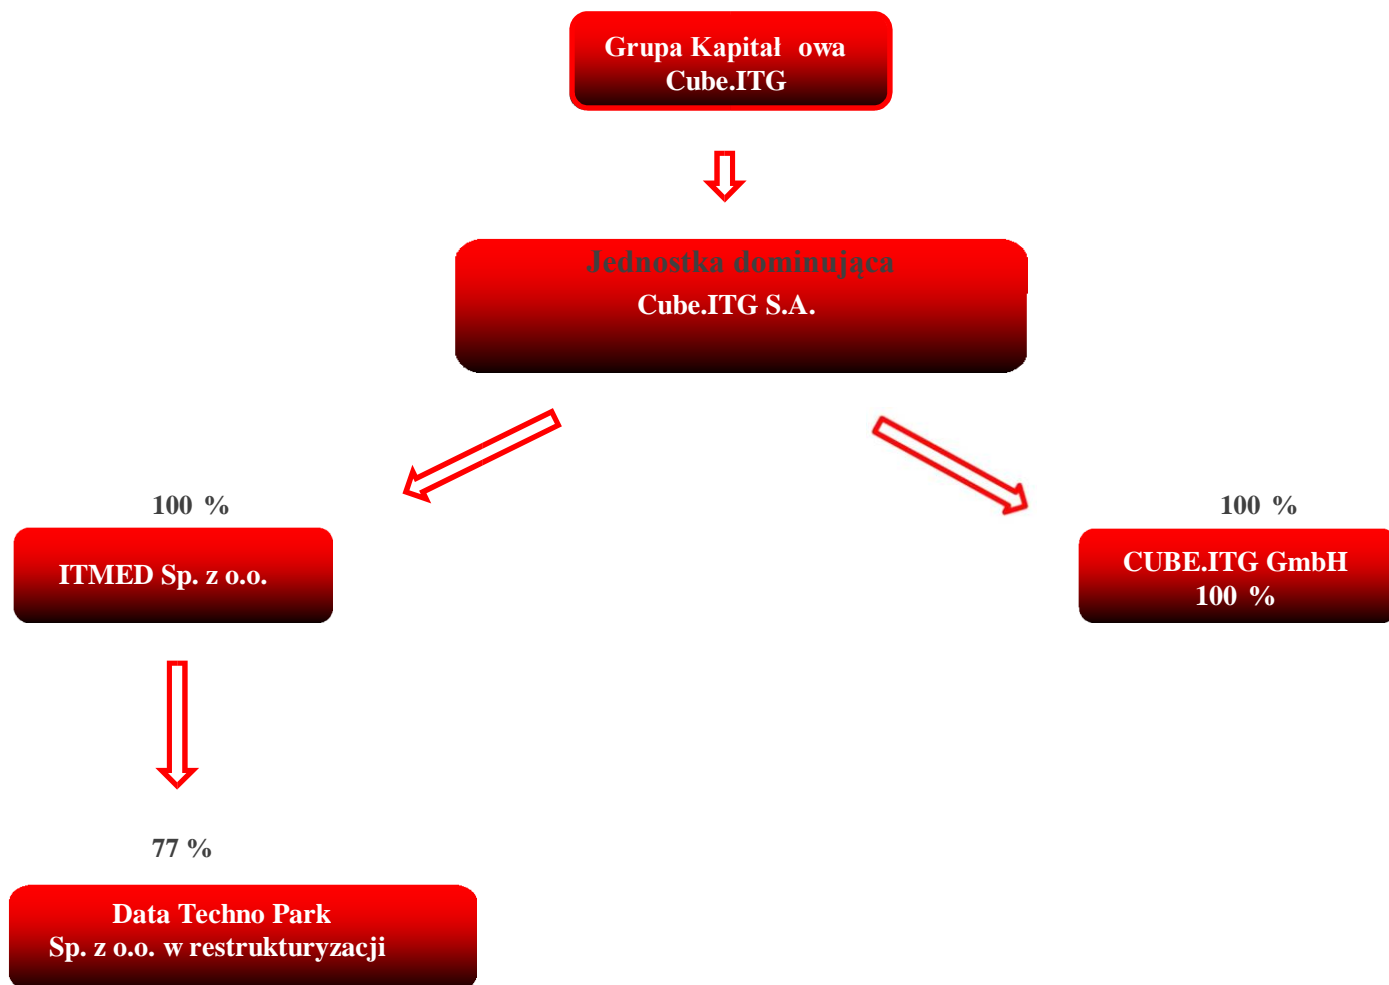 Grupa Kapitał owa
Cube.ITG
Jednostka dominująca
Cube.ITG S.A.
100 %
100 %
ITMED Sp. z o.o.
CUBE.ITG GmbH
100 %
77 %
Data Techno Park
Sp. z o.o. w restrukturyzacji